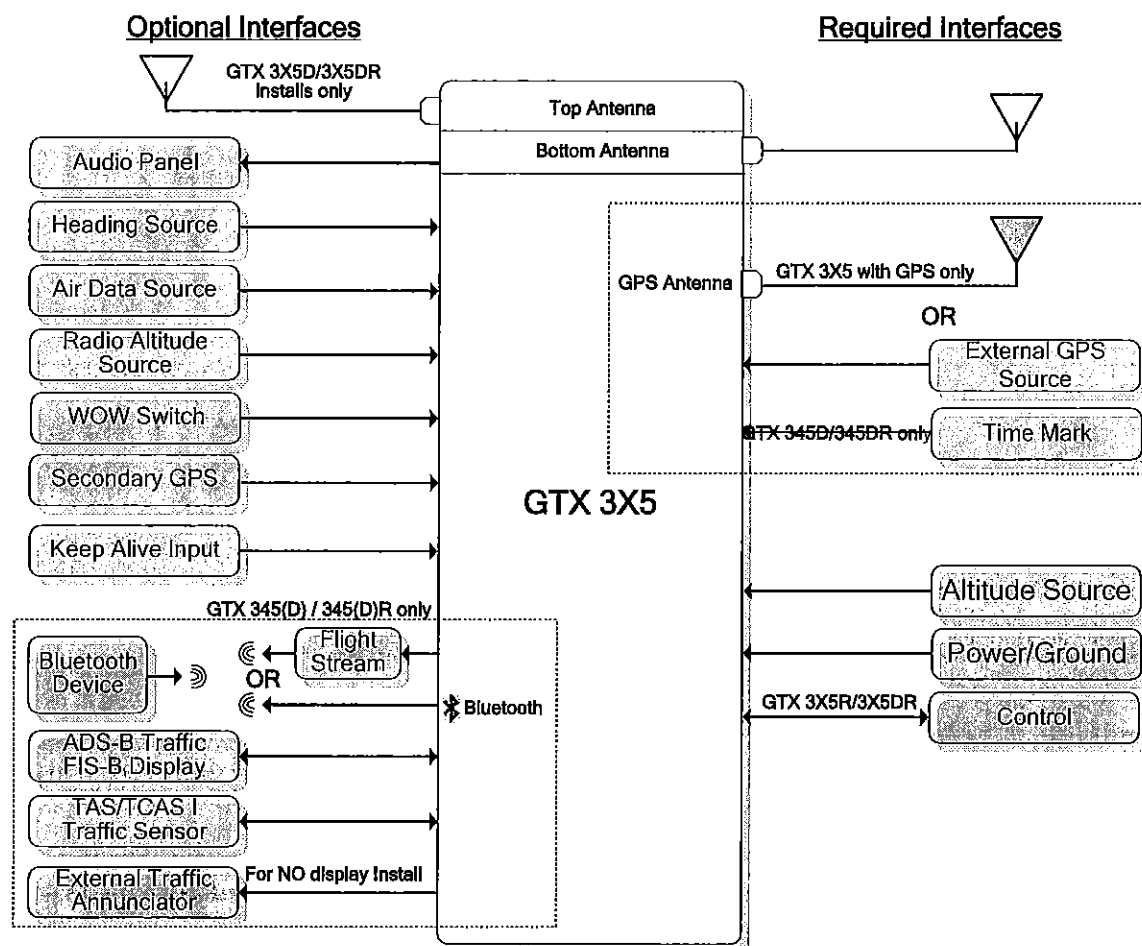 Optional Interfaces
Required Interfaces
GTX 3X5D/3X5DR
Installs only
Top Antenna
Bottom Antenna
Audio Panel
Heading Source
Air Data Source
Radio Altitude
Source
WOW Switch
Secondary GPS
Keep Alive Input
GPS Antenna
GTX 3X5 with GPS only
OR
External GPS
Source
GTX 345D/345DR only
Time Mark
GTX 3X5
Altitude Source
Power/Ground
GTX 3X5R/3X5DR
Control
GTX 345(D) / 345(D)R only
Bluetooth
Device
Flight
Stream
OR
Bluetooth
ADS-B Traffic
FIS-B Display
TAS/TCAS I
Traffic Sensor
External Traffic
Annunciator
For NO display Install